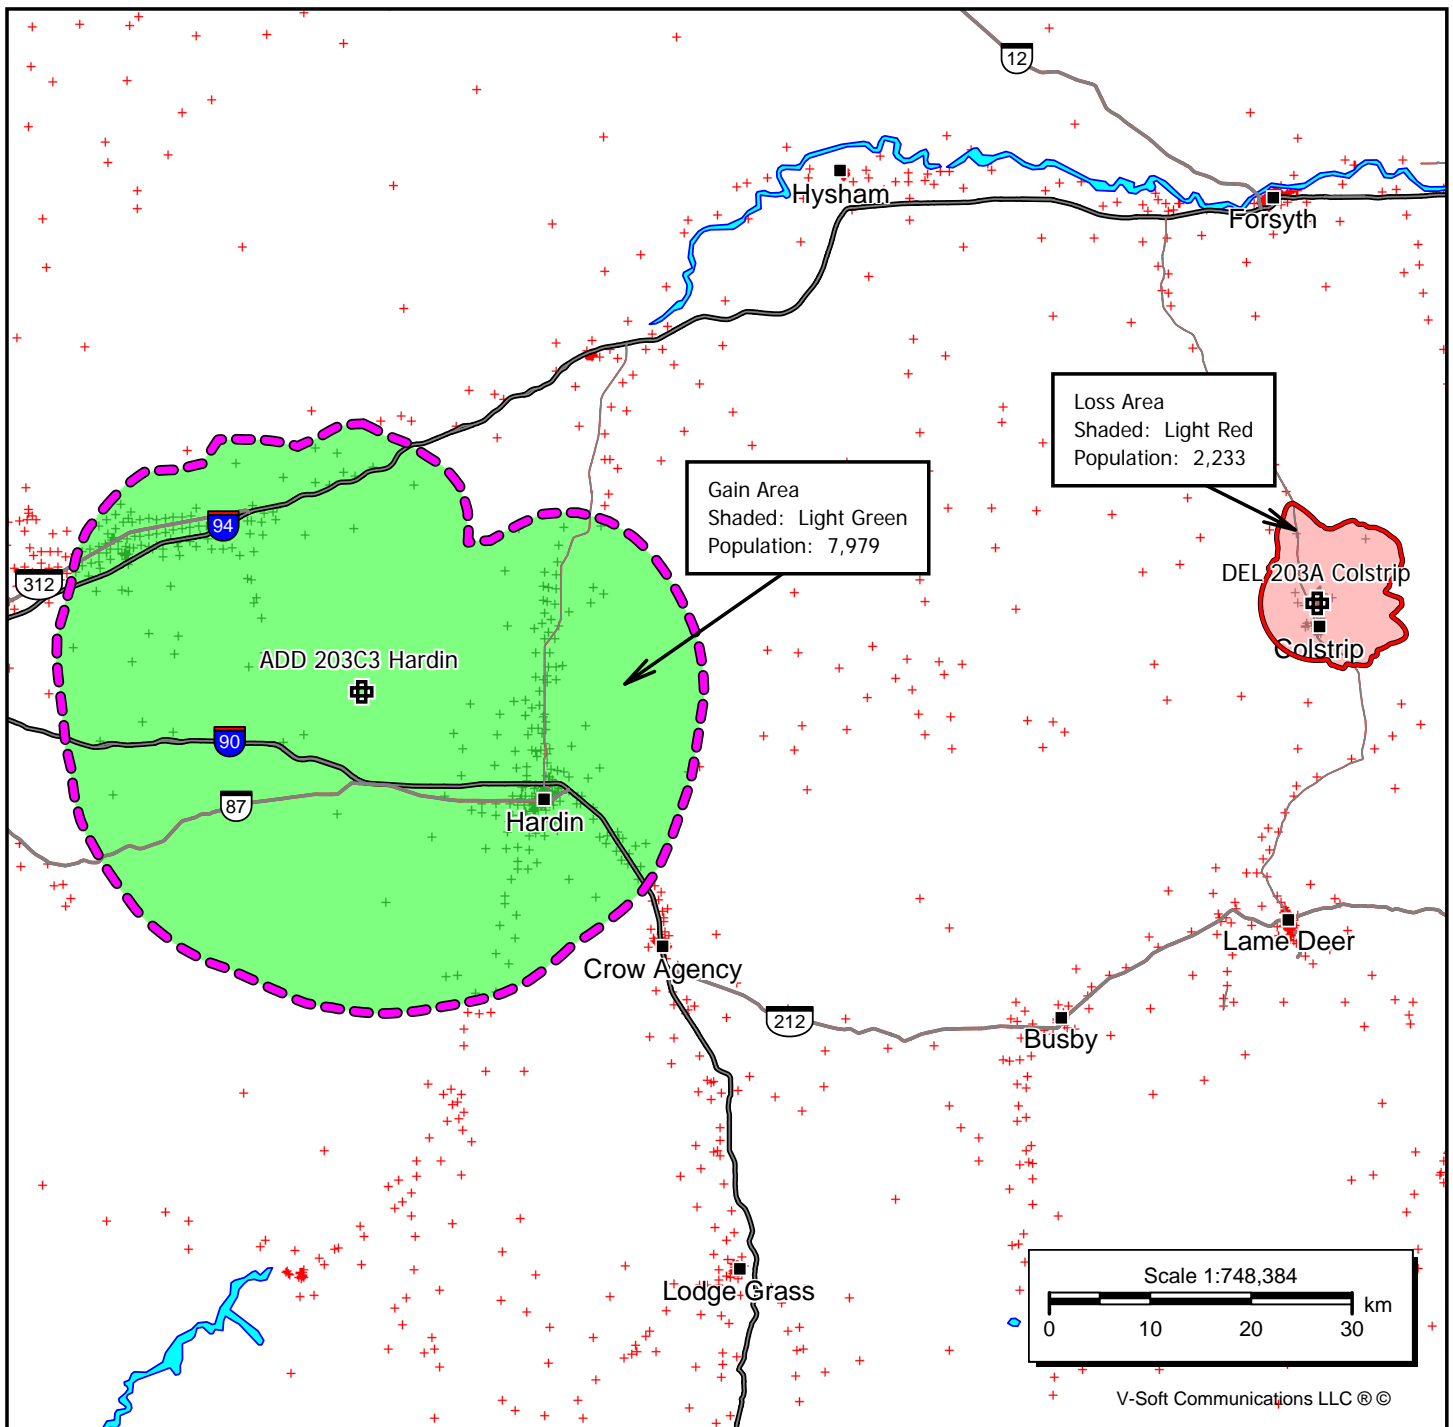 12
Hysham
Forsyth
Loss Area
Shaded: Light Red
Population: 2,233
Gain Area
Shaded: Light Green
Population: 7,979
94
312
DEL 203A Colstrip
Colstrip
ADD 203C3 Hardin
90
87
Hardin
Lame Deer
Crow Agency
212
Busby
Lodge Grass
Scale 1:748,384
km
0 10 20 30
V-Soft Communications LLC ® ©